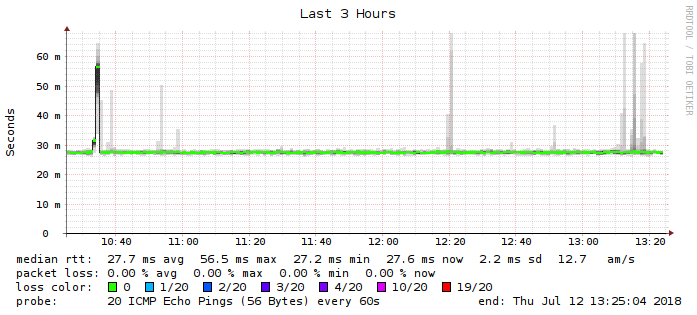 Last 3 Hours
RRDTOOL / TOBI OETIKER
Seconds
60 m
50 m
40 m
30 m
20 m
10 m
0
10:40 11:00 11:20 11:40 12:00 12:20 12:40 13:00 13:20
median rtt: 27.7 ms avg 56.5 ms max 27.2 ms min 27.6 ms now 2.2 ms sd 12.7 am/s
packet loss: 0.00 % avg 0.00 % max 0.00 % min 0.00 % now
loss color: 0 1/20 2/20 3/20 4/20 10/20 19/20
probe: 20 ICMP Echo Pings (56 Bytes) every 60s end: Thu Jul 12 13:25:04 2018